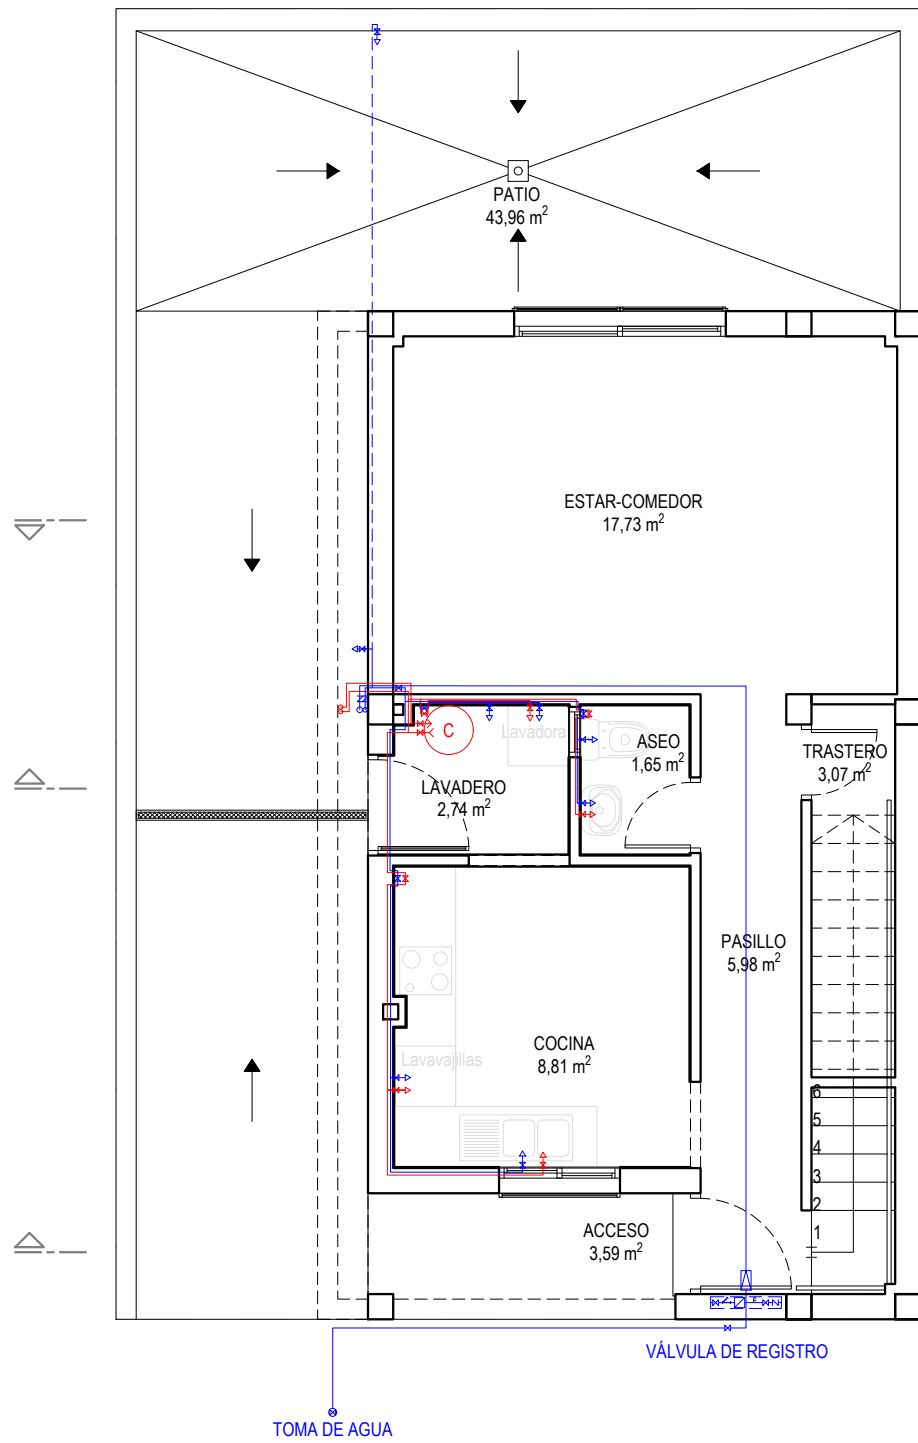 PATIO
43,96 m²
ESTAR-COMEDOR
17,73 m²
C
Lavadora
ASEO
1,65 m²
TRASTERO
3,07 m²
LAVADERO
2,74 m²
PASILLO
5,98 m²
COCINA
8,81 m²
Lavavajillas
6
5
4
3
2
1
ACCESO
3,59 m²
VÁLVULA DE REGISTRO
TOMA DE AGUA